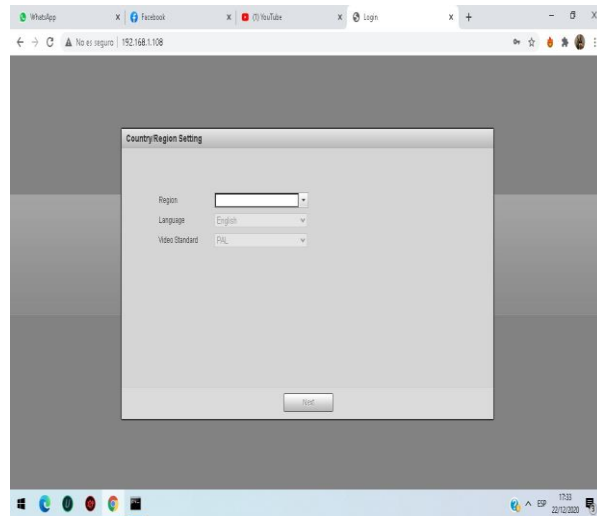 WhatsApp
Facebook
(1) YouTube
Login
No es seguro | 192.168.1.108
Country/Region Setting
Region
Language English
Video Standard PAL
Next
ESP
17:33
22/12/2020